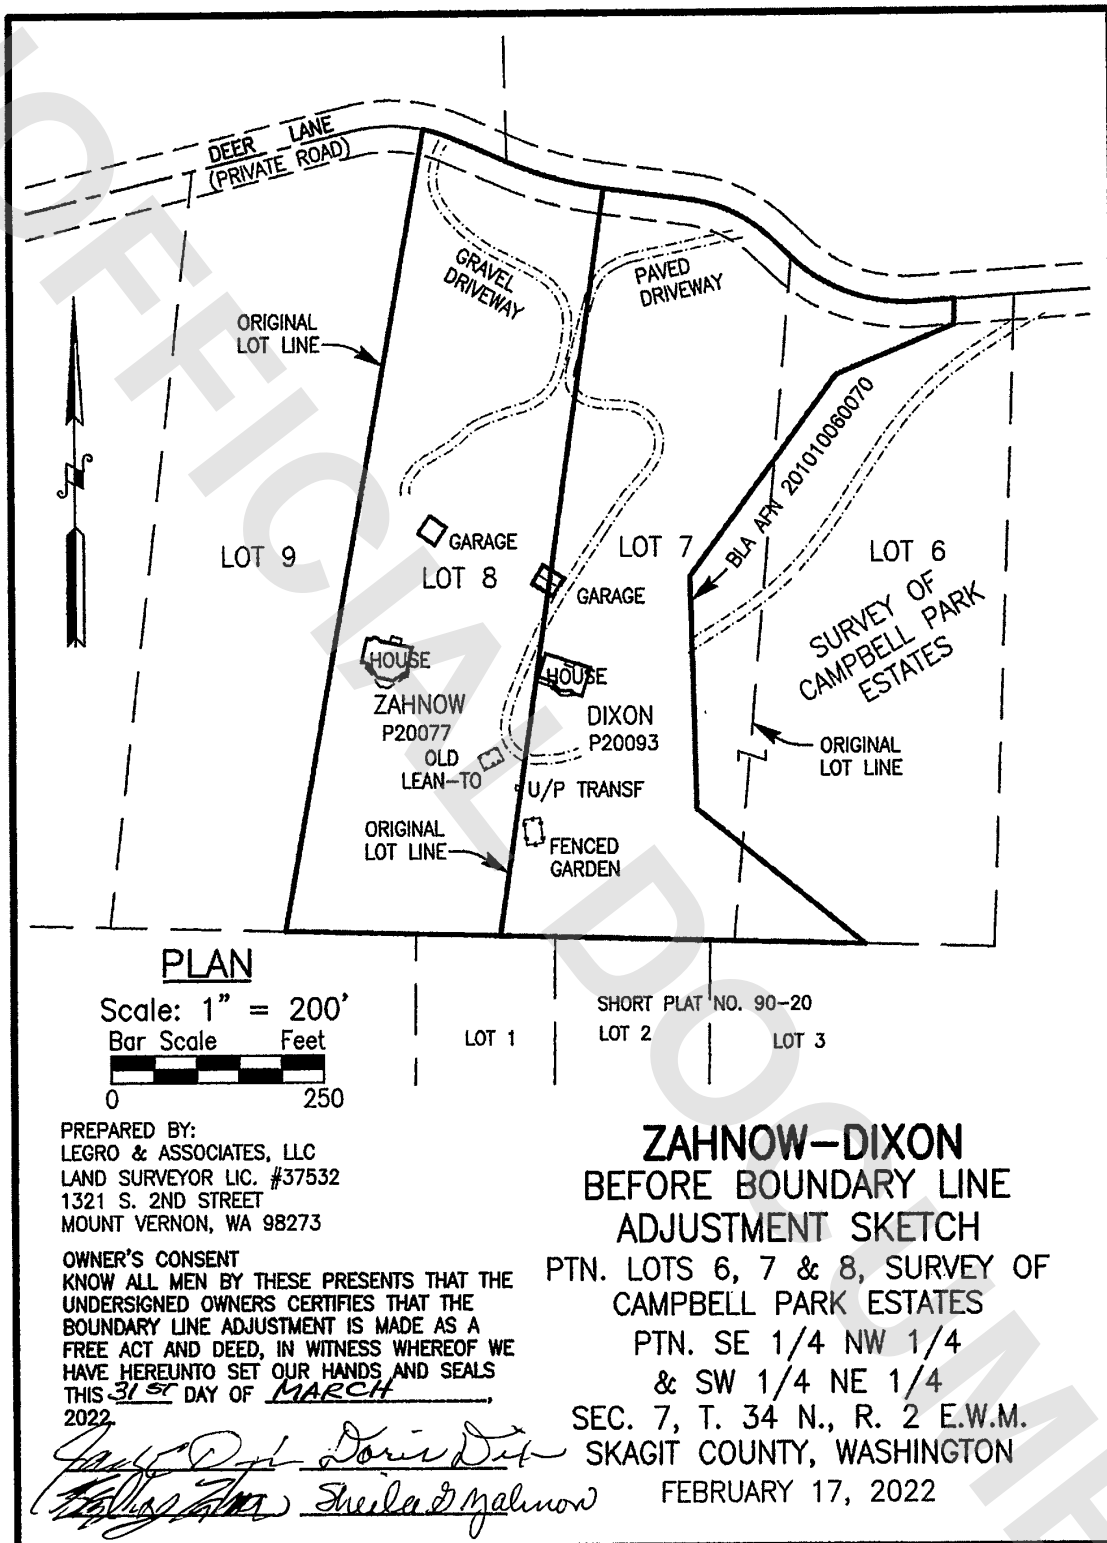 DEER LANE
(PRIVATE ROAD)
GRAVEL
DRIVEWAY
PAVED
DRIVEWAY
ORIGINAL
LOT LINE
BLA AFN 201010060070
LOT 9
GARAGE
LOT 8
LOT 7
GARAGE
LOT 6
SURVEY OF
CAMPBELL PARK
ESTATES
HOUSE
ZAHNOW
P20077
HOUSE
DIXON
P20093
OLD
LEAN-TO
U/P TRANSF
ORIGINAL
LOT LINE
ORIGINAL
LOT LINE
FENCED
GARDEN
PLAN
Scale: 1" = 200'
Bar Scale Feet
0 250
SHORT PLAT NO. 90-20
LOT 1
LOT 2
LOT 3
PREPARED BY:
LEGRO & ASSOCIATES, LLC
LAND SURVEYOR LIC. #37532
1321 S. 2ND STREET
MOUNT VERNON, WA 98273
OWNER'S CONSENT
KNOW ALL MEN BY THESE PRESENTS THAT THE
UNDERSIGNED OWNERS CERTIFIES THAT THE
BOUNDARY LINE ADJUSTMENT IS MADE AS A
FREE ACT AND DEED, IN WITNESS WHEREOF WE
HAVE HEREUNTO SET OUR HANDS AND SEALS
THIS 31ST DAY OF MARCH,
2022.
Doris Dix
Sheila G Zahnow
ZAHNOW-DIXON
BEFORE BOUNDARY LINE
ADJUSTMENT SKETCH
PTN. LOTS 6, 7 & 8, SURVEY OF
CAMPBELL PARK ESTATES
PTN. SE 1/4 NW 1/4
& SW 1/4 NE 1/4
SEC. 7, T. 34 N., R. 2 E.W.M.
SKAGIT COUNTY, WASHINGTON
FEBRUARY 17, 2022
OFFICIAL DOCUME